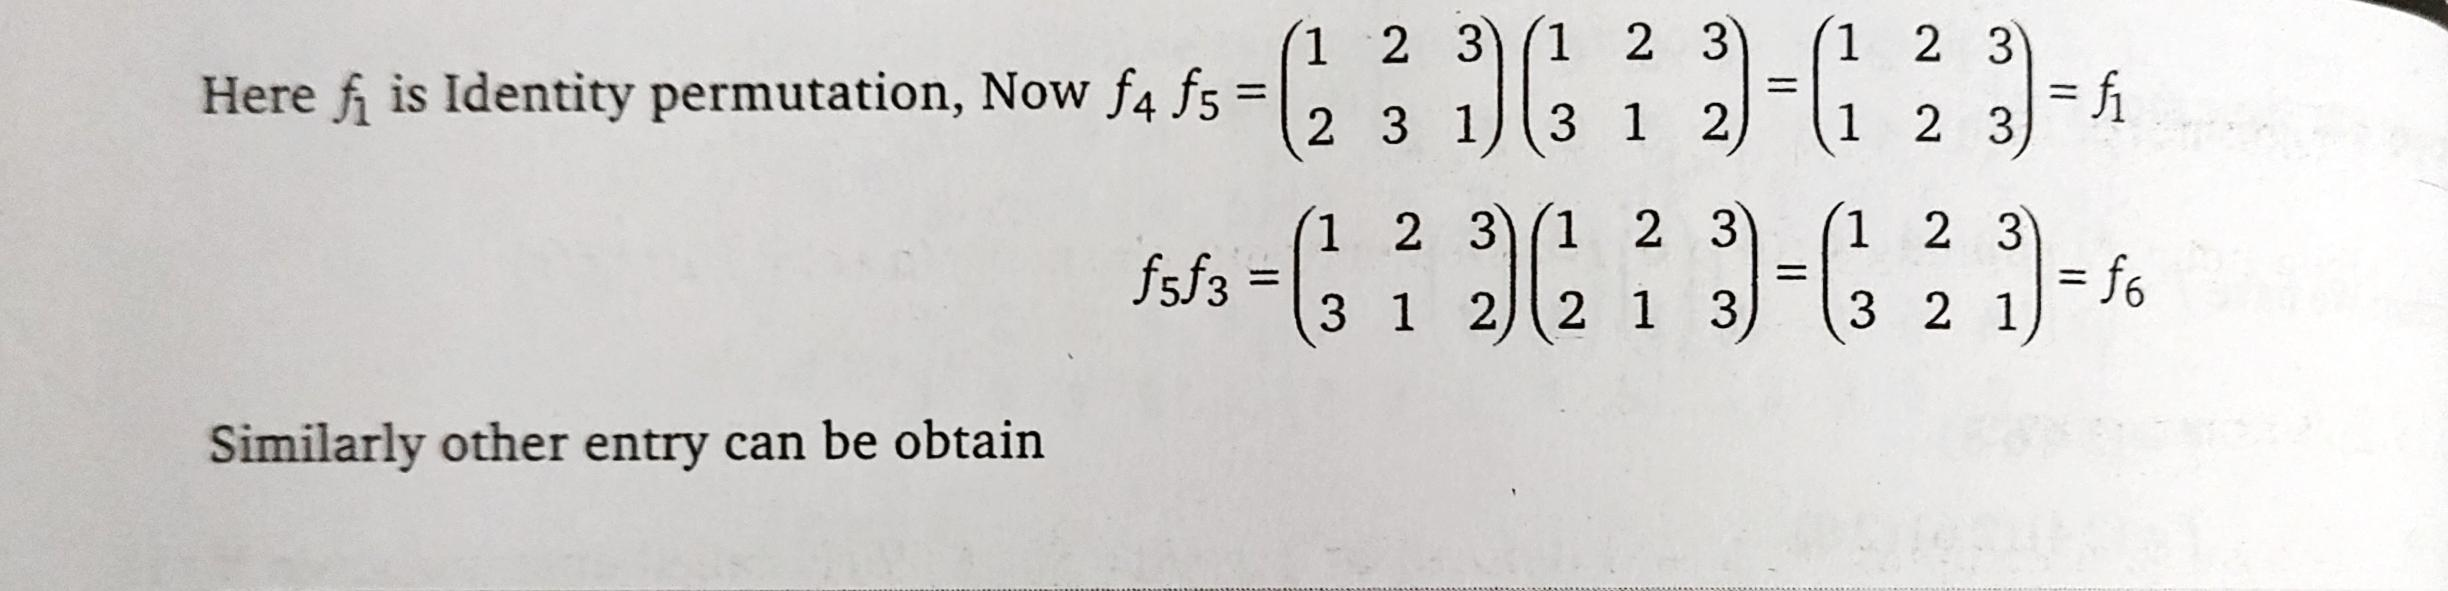 Here f₁ is Identity permutation, Now f₄ f₅ = (1 2 3 / 2 3 1) (1 2 3 / 3 1 2) = (1 2 3 / 1 2 3) = f₁
f₅f₃ = (1 2 3 / 3 1 2) (1 2 3 / 2 1 3) = (1 2 3 / 3 2 1) = f₆
Similarly other entry can be obtain